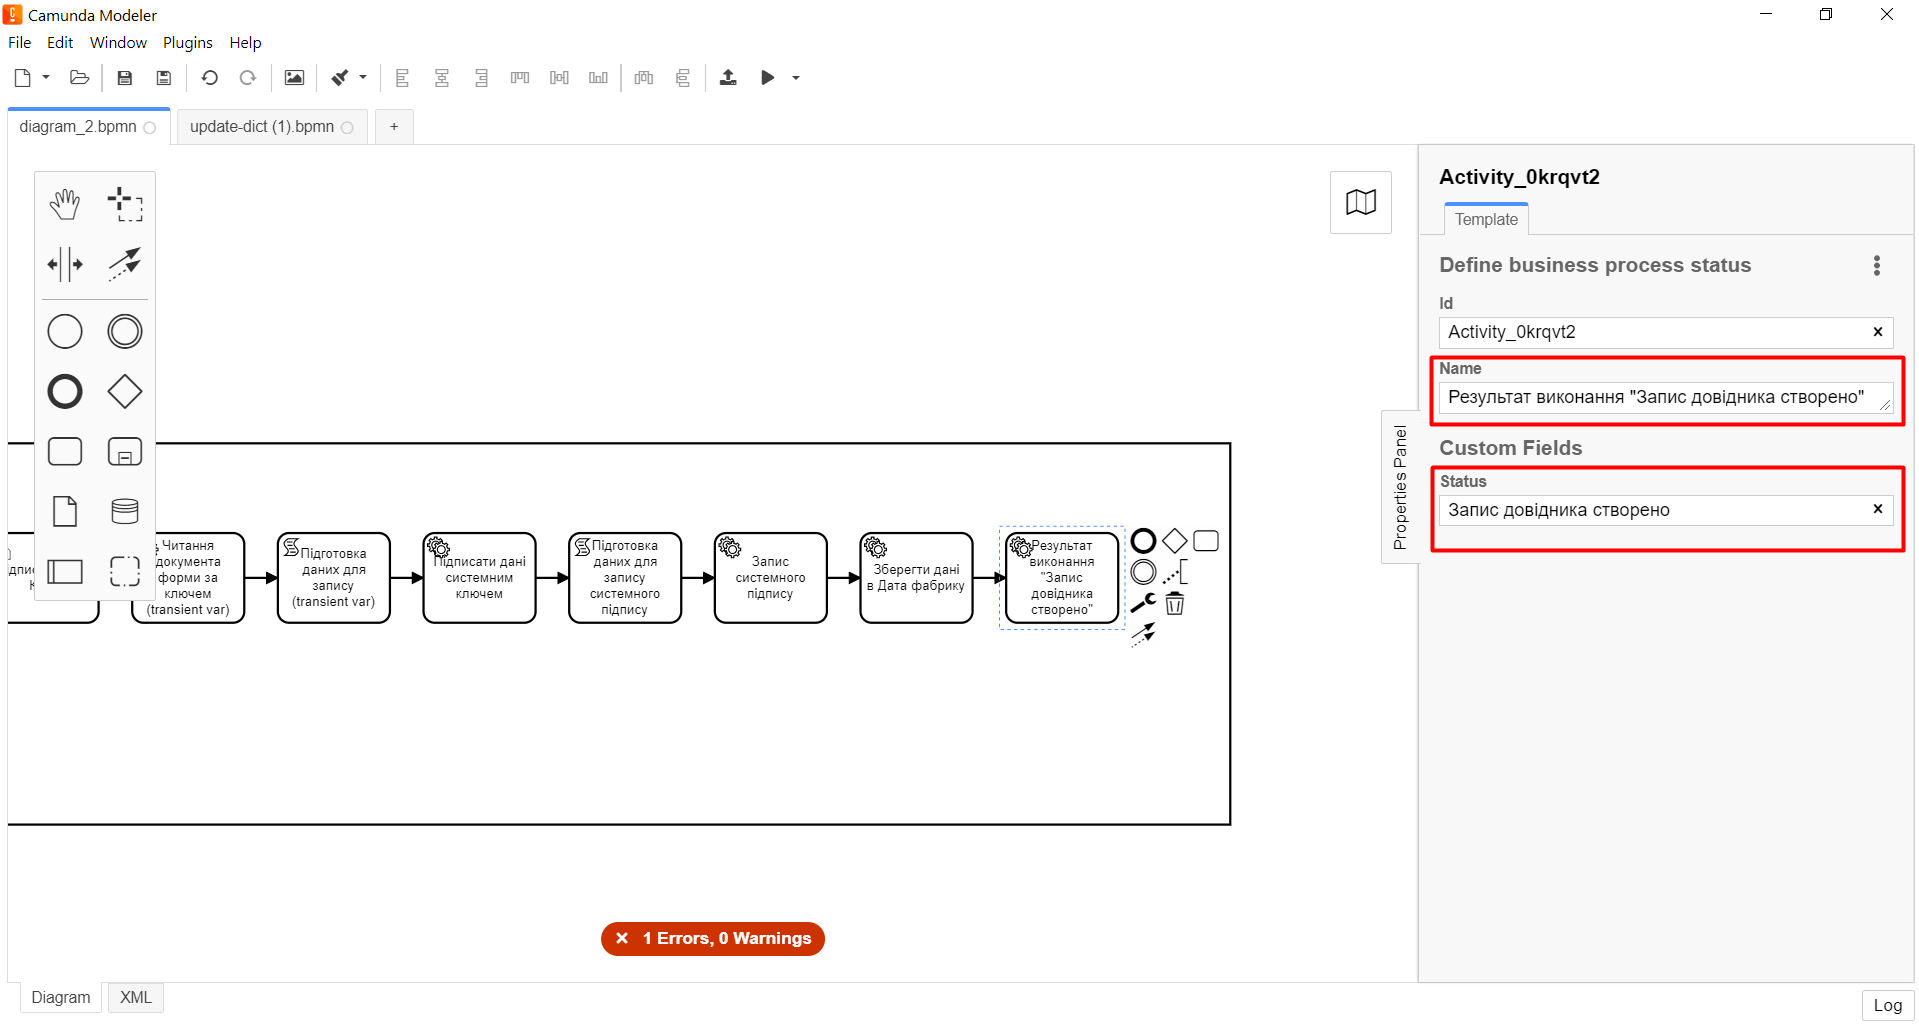 Camunda Modeler
File Edit Window Plugins Help
diagram_2.bpmn
update-dict (1).bpmn
+
Activity_0krqvt2
Template
Define business process status
Id
Activity_0krqvt2
Name
Результат виконання "Запис довідника створено"
Custom Fields
Status
Запис довідника створено
Properties Panel
Читання
документа
форми за
ключем
(transient var)
Підготовка
даних для
запису
(transient var)
Підписати дані
системним
ключем
Підготовка
даних для
запису
системного
підпису
Запис
системного
підпису
Зберегти дані
в Дата фабрику
Результат
виконання
"Запис
довідника
створено"
1 Errors, 0 Warnings
Diagram
XML
Log